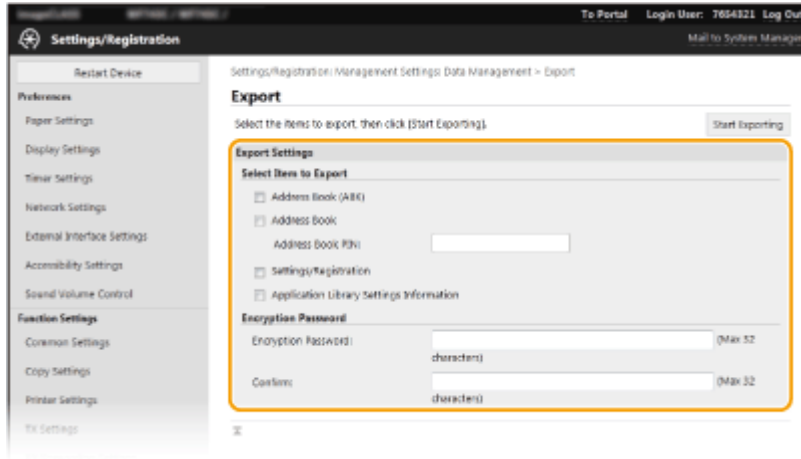 To Portal Login User: 7654321 Log Out
Settings/Registration
Mail to System Manager
Restart Device
Settings/Registration: Management Settings: Data Management > Export
Preferences
Export
Paper Settings
Select the items to export, then click [Start Exporting].
Start Exporting
Display Settings
Export Settings
Timer Settings
Select Item to Export
Address Book (ABK)
Network Settings
Address Book
External Interface Settings
Address Book PIN:
Accessibility Settings
Settings/Registration
Sound Volume Control
Application Library Settings Information
Function Settings
Encryption Password
Common Settings
Encryption Password:
(Max 32
characters)
Copy Settings
Confirm:
(Max 32
characters)
Printer Settings
TX Settings